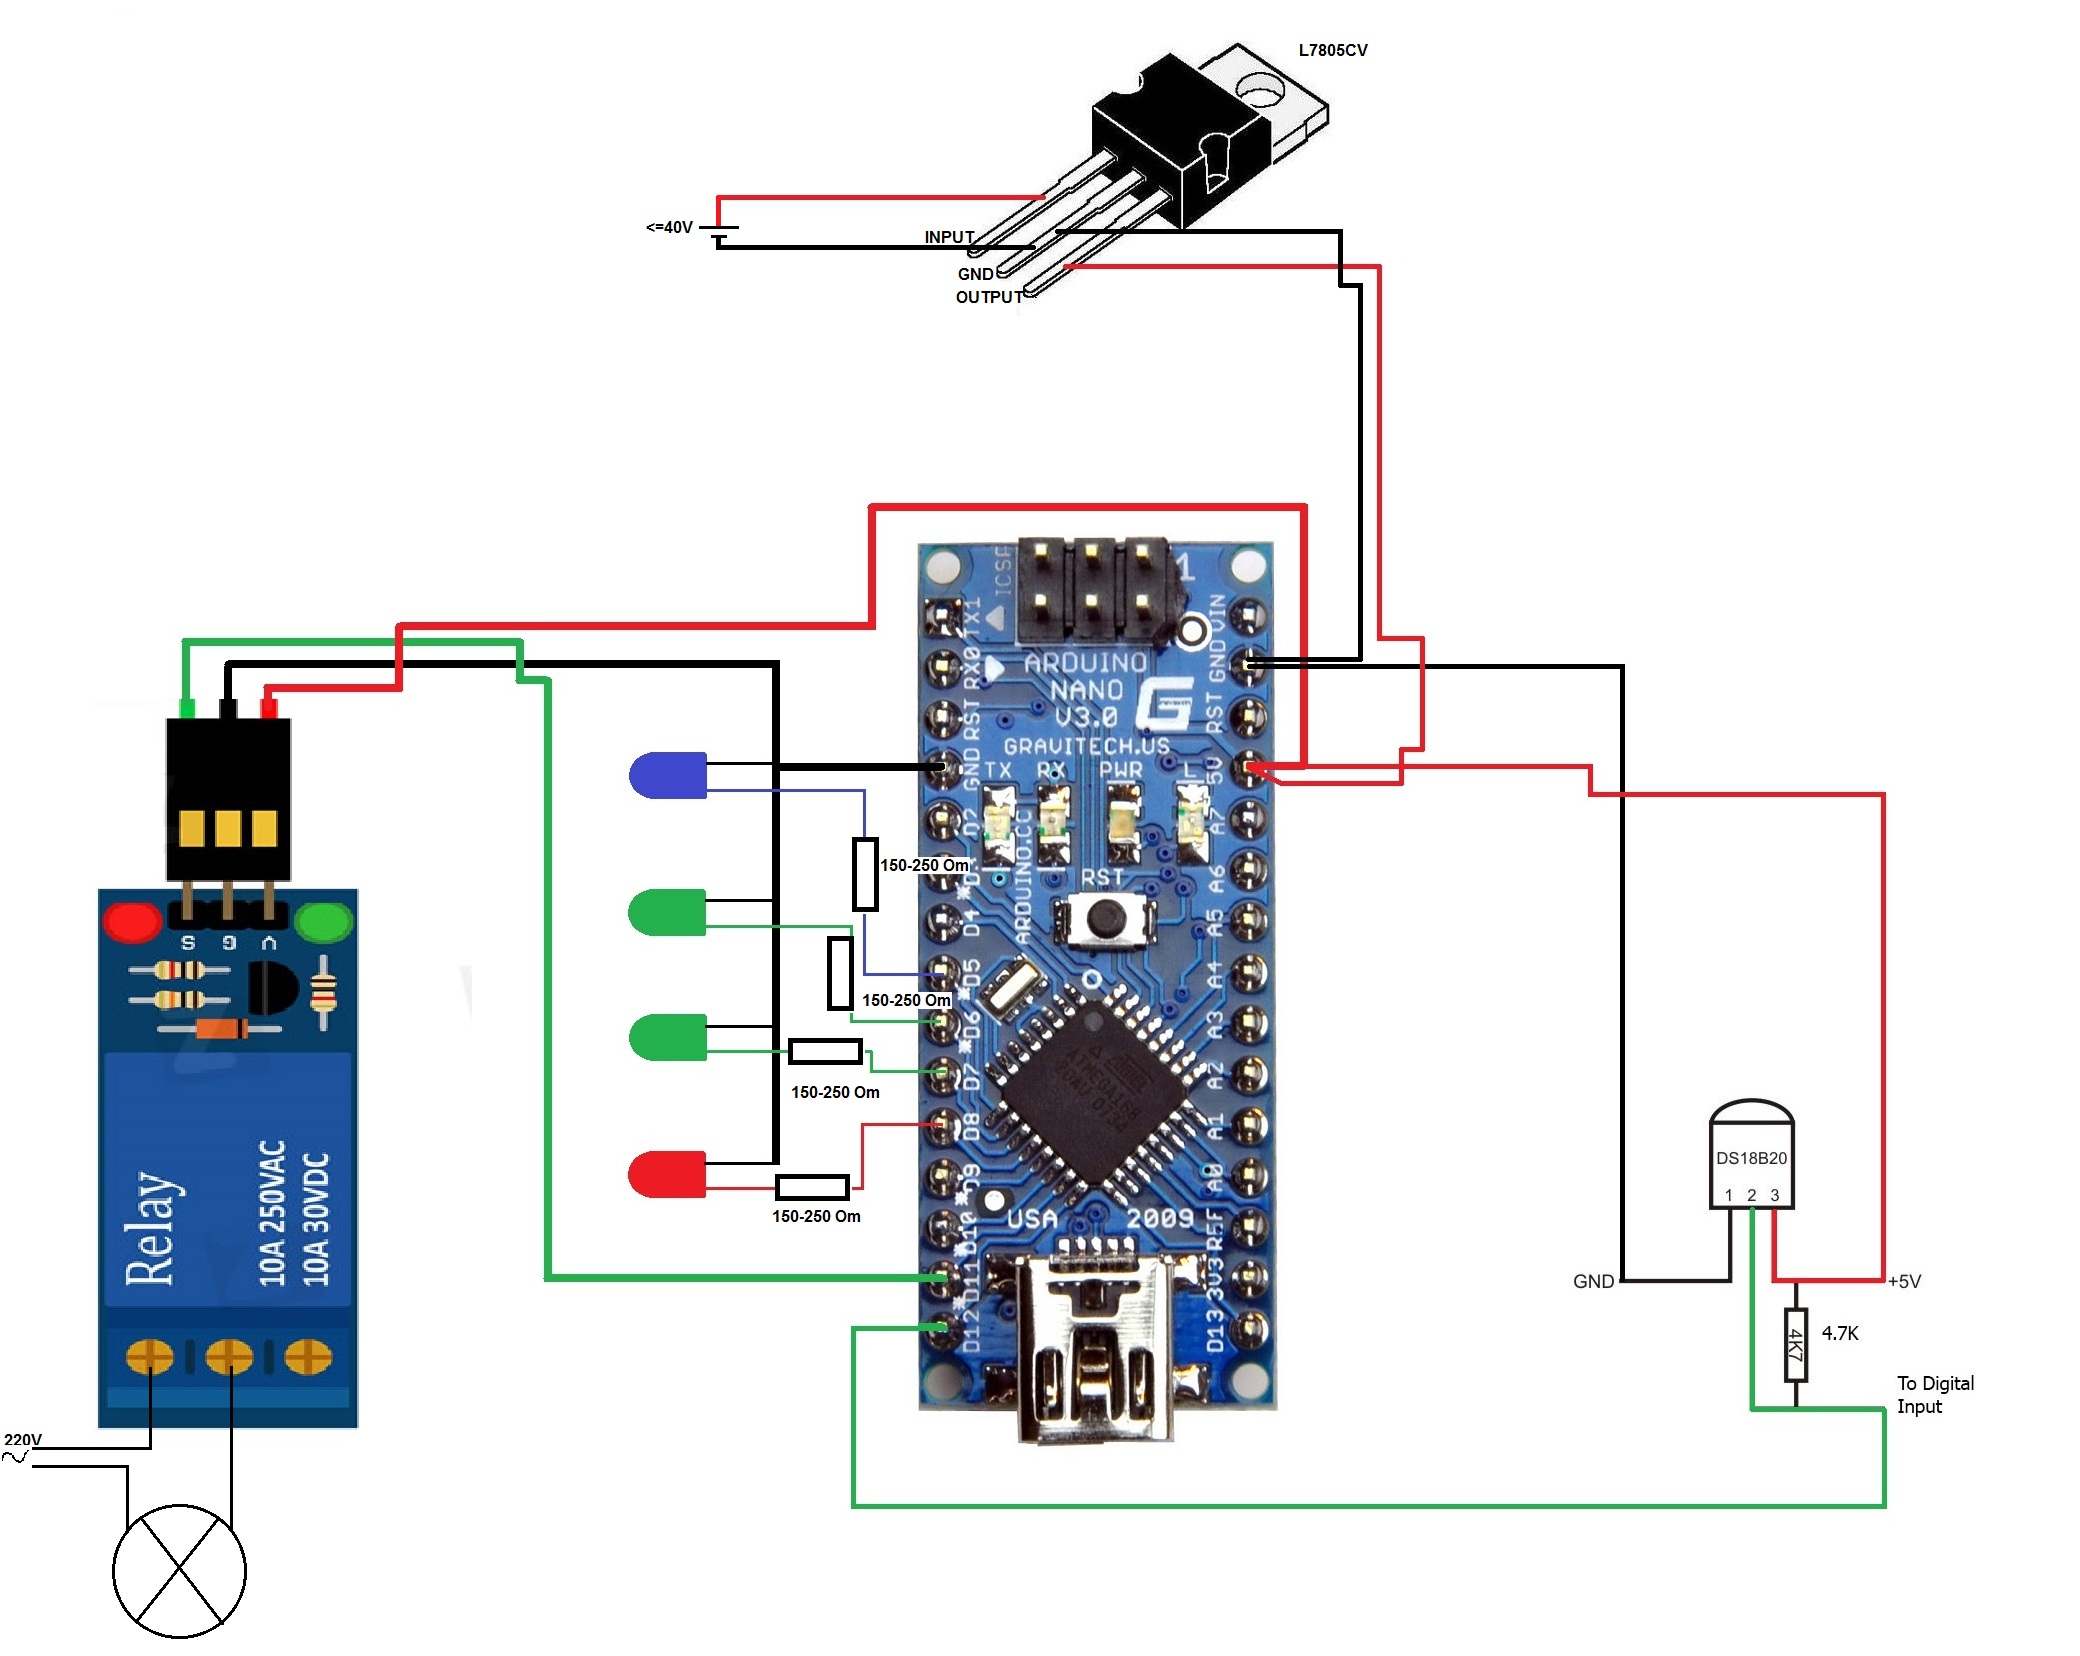 L7805CV
<=40V
INPUT
GND
OUTPUT
ICSP
1
TX1
RX0
RST
GND
D2
D4
*D5
*D6
D7
D8
*D9
*D10
*D11
D12
VIN
GND
RST
5V
A7
A6
A5
A4
A3
A2
A1
A0
REF
3V3
D13
ARDUINO
NANO
V3.0
GRAVITECH.US
TX
RX
PWR
L
ARDUINO.CC
RST
USA
2009
150-250 Om
150-250 Om
150-250 Om
150-250 Om
S
G
V
Relay
10A 250VAC
10A 30VDC
220V
DS18B20
1 2 3
GND
+5V
4K7
4.7K
To Digital
Input